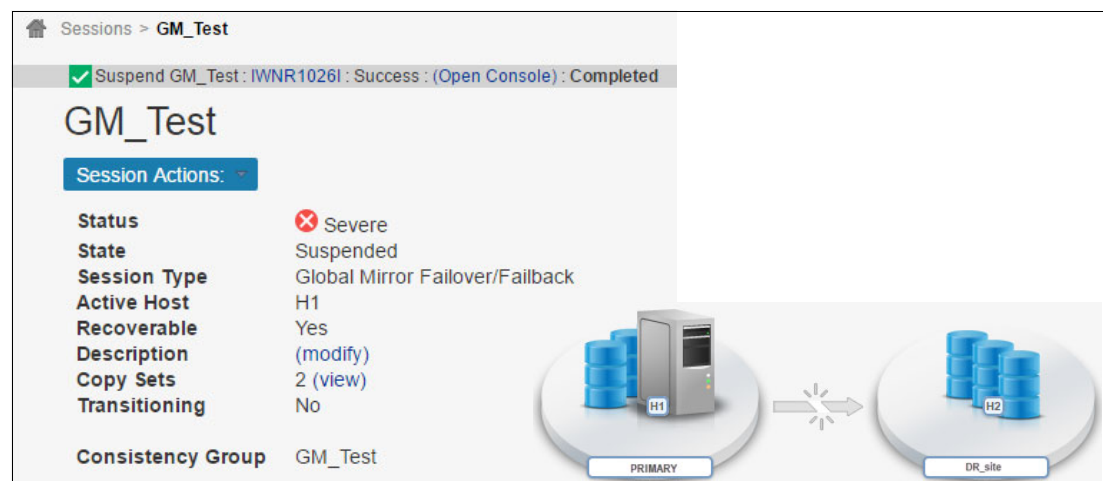 Sessions > GM_Test
Suspend GM_Test : IWNR1026I : Success : (Open Console) : Completed
GM_Test
Session Actions:
Status Severe
State Suspended
Session Type Global Mirror Failover/Failback
Active Host H1
Recoverable Yes
Description (modify)
Copy Sets 2 (view)
Transitioning No
Consistency Group GM_Test
H1
PRIMARY
H2
DR_site